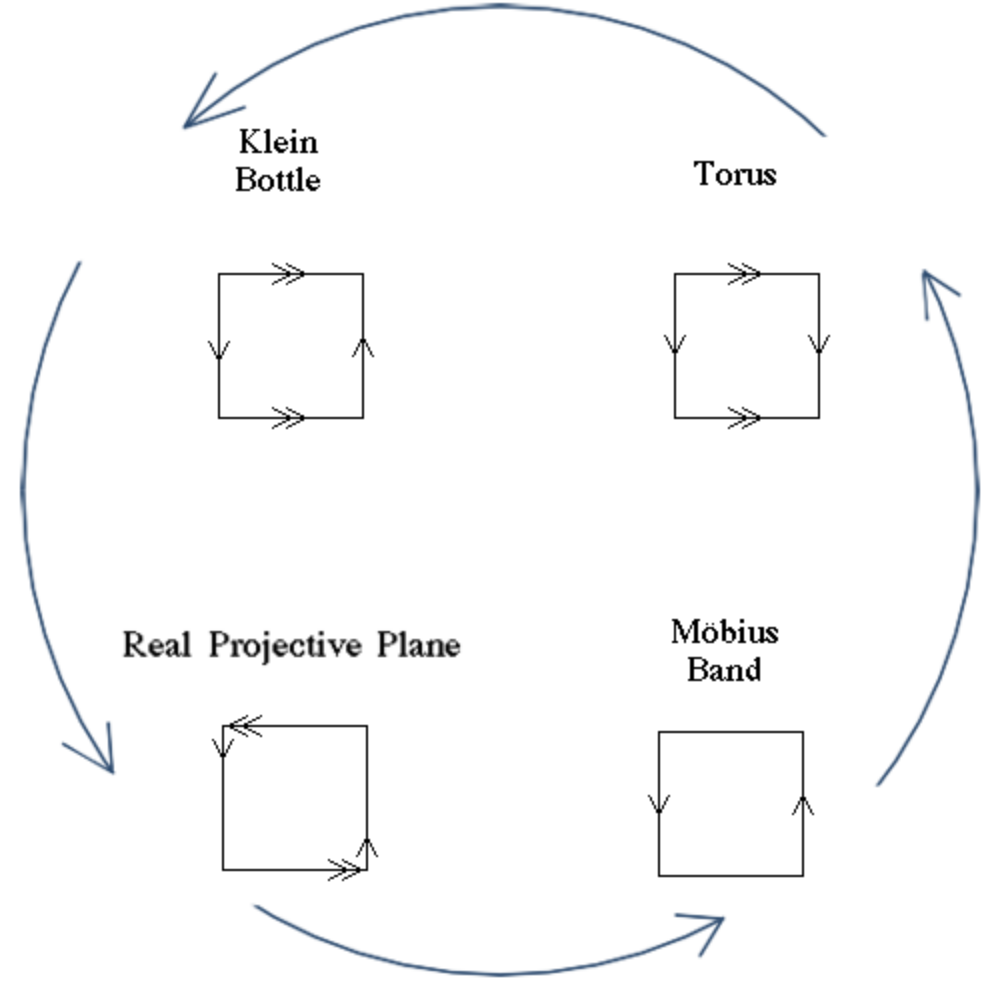 Klein
Bottle
Torus
Real Projective Plane
Möbius
Band